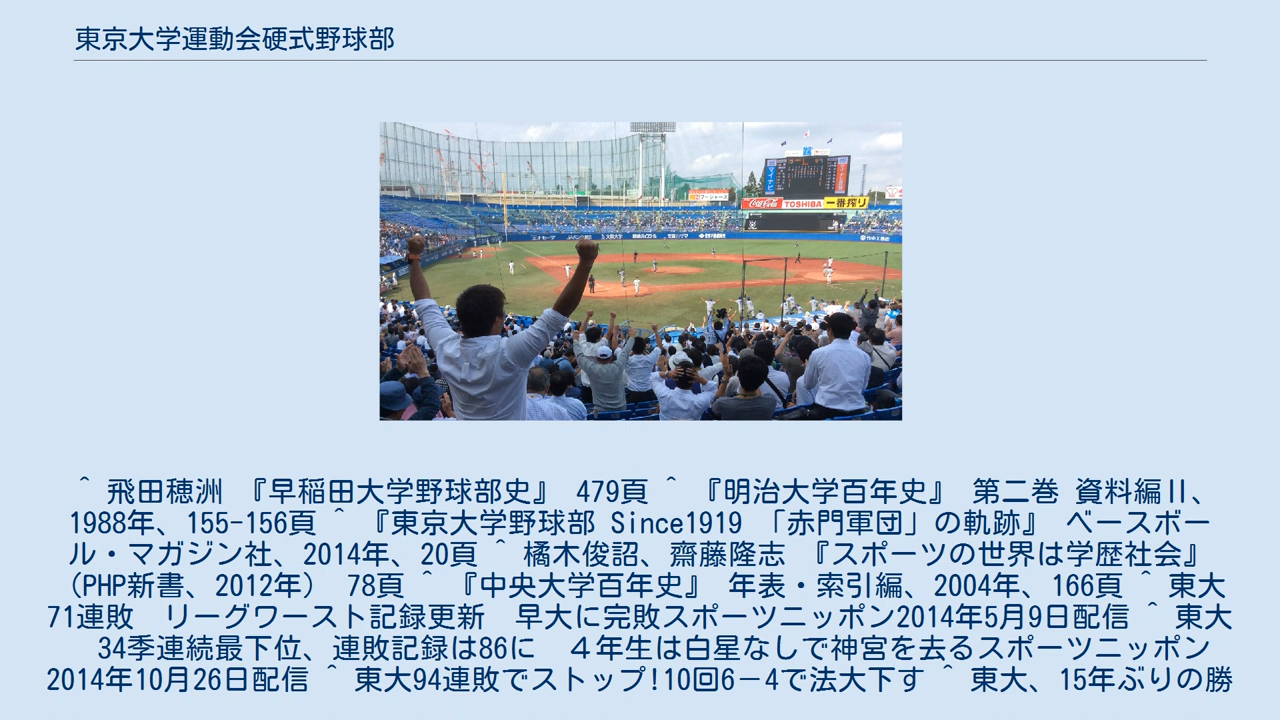 東京大学運動会硬式野球部
Coca-Cola TOSHIBA 一番搾り
^ 飛田穂洲 『早稲田大学野球部史』 479頁 ^ 『明治大学百年史』 第二巻 資料編Ⅱ、
1988年、155-156頁 ^ 『東京大学野球部 Since1919 「赤門軍団」の軌跡』 ベースボー
ル・マガジン社、2014年、20頁 ^ 橘木俊詔、齋藤隆志 『スポーツの世界は学歴社会』
(PHP新書、2012年) 78頁 ^ 『中央大学百年史』 年表・索引編、2004年、166頁 ^ 東大
71連敗　リーグワースト記録更新　早大に完敗スポーツニッポン2014年5月9日配信 ^ 東大
34季連続最下位、連敗記録は86に　４年生は白星なしで神宮を去るスポーツニッポン
2014年10月26日配信 ^ 東大94連敗でストップ!10回6－4で法大下す ^ 東大、15年ぶりの勝